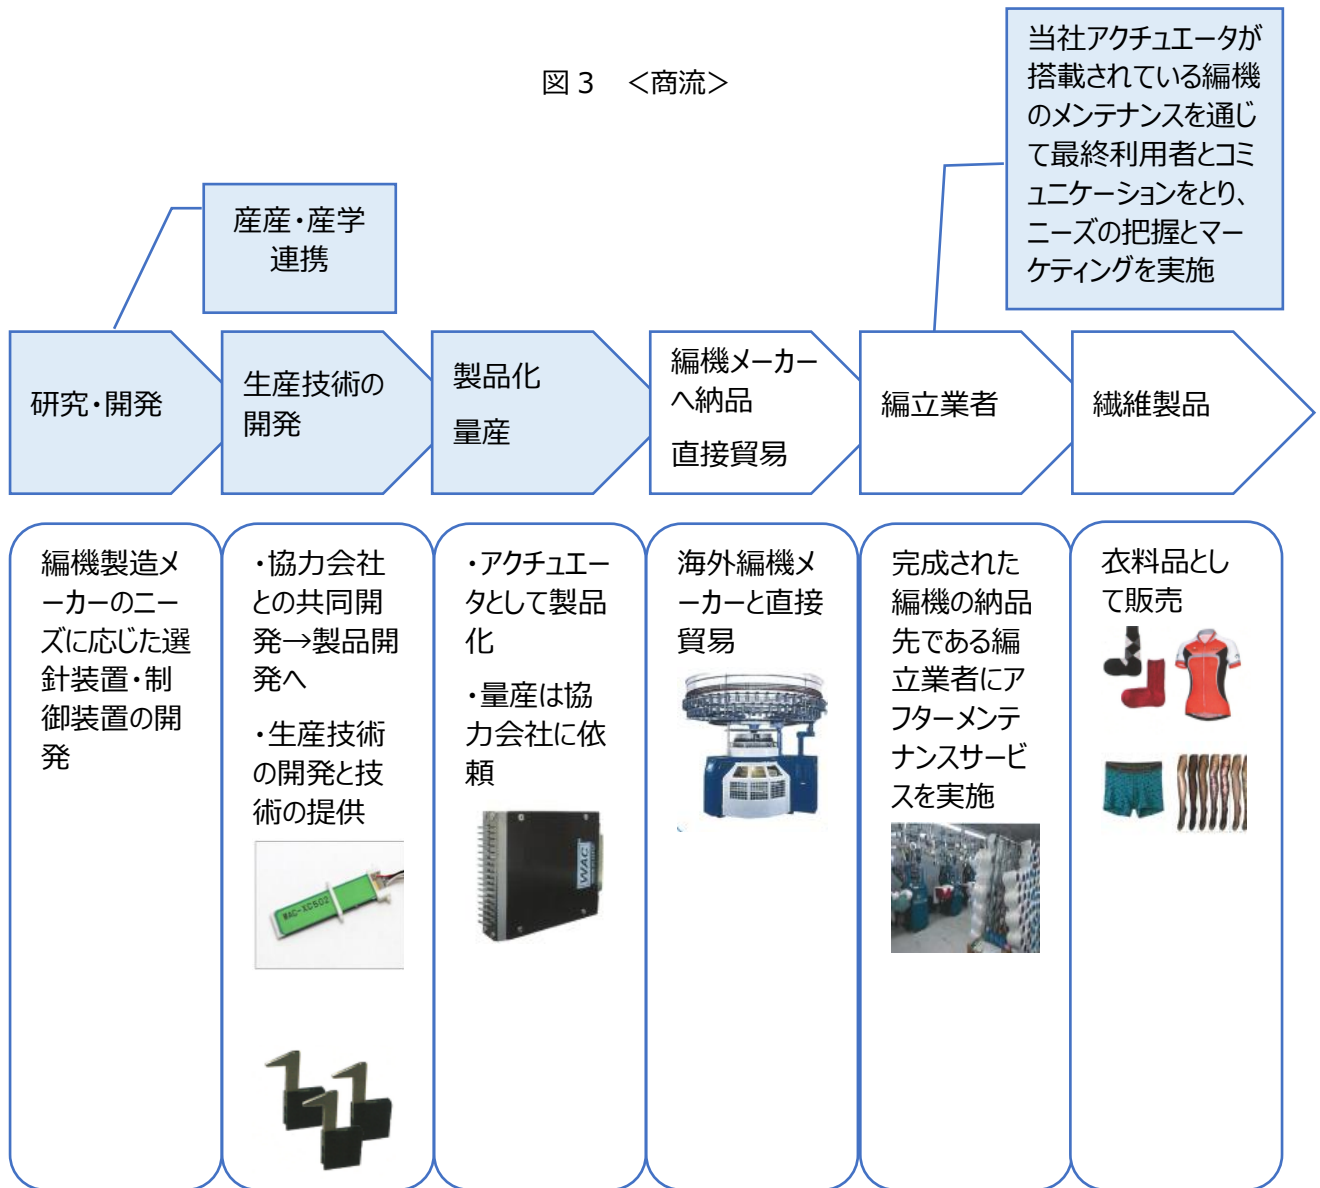 図3 <商流>
当社アクチュエータが
搭載されている編機
のメンテナンスを通じ
て最終利用者とコミ
ュニケーションをとり、
ニーズの把握とマー
ケティングを実施
産産・産学
連携
研究・開発
生産技術の
開発
製品化
量産
編機メーカー
へ納品
直接貿易
編立業者
繊維製品
編機製造メ
ーカーのニー
ズに応じた選
針装置・制
御装置の開
発
・協力会社
との共同開
発→製品開
発へ
・生産技術
の開発と技
術の提供
WAC-XC502
・アクチュエー
タとして製品
化
・量産は協
力会社に依
頼
WAC
海外編機メ
ーカーと直接
貿易
完成された
編機の納品
先である編
立業者にア
フターメンテ
ナンスサービ
スを実施
衣料品とし
て販売